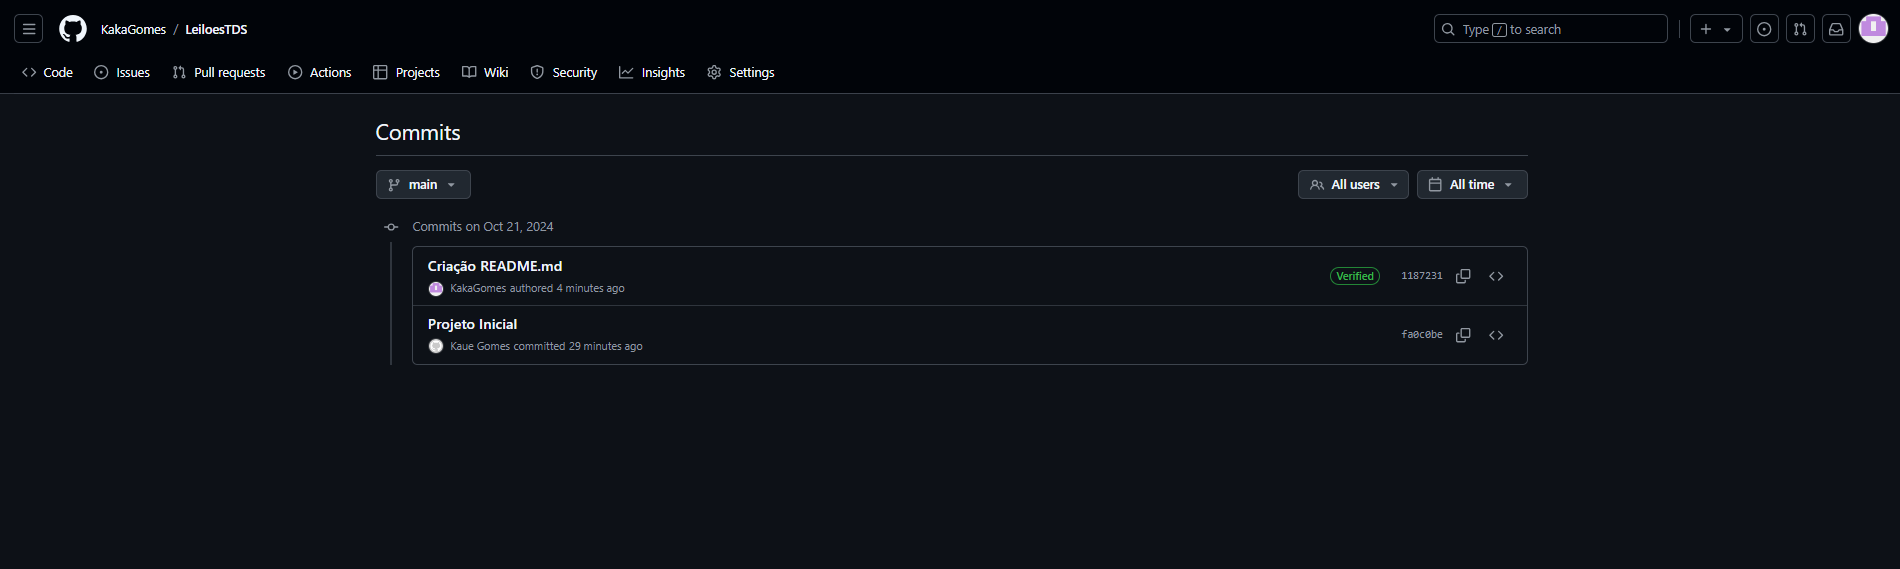 KakaGomes / LeiloesTDS
Type / to search
Code Issues Pull requests Actions Projects Wiki Security Insights Settings
Commits
main
All users All time
Commits on Oct 21, 2024
Criação README.md
KakaGomes authored 4 minutes ago
Verified 1187231
Projeto Inicial
Kaue Gomes committed 29 minutes ago
fa0c0be